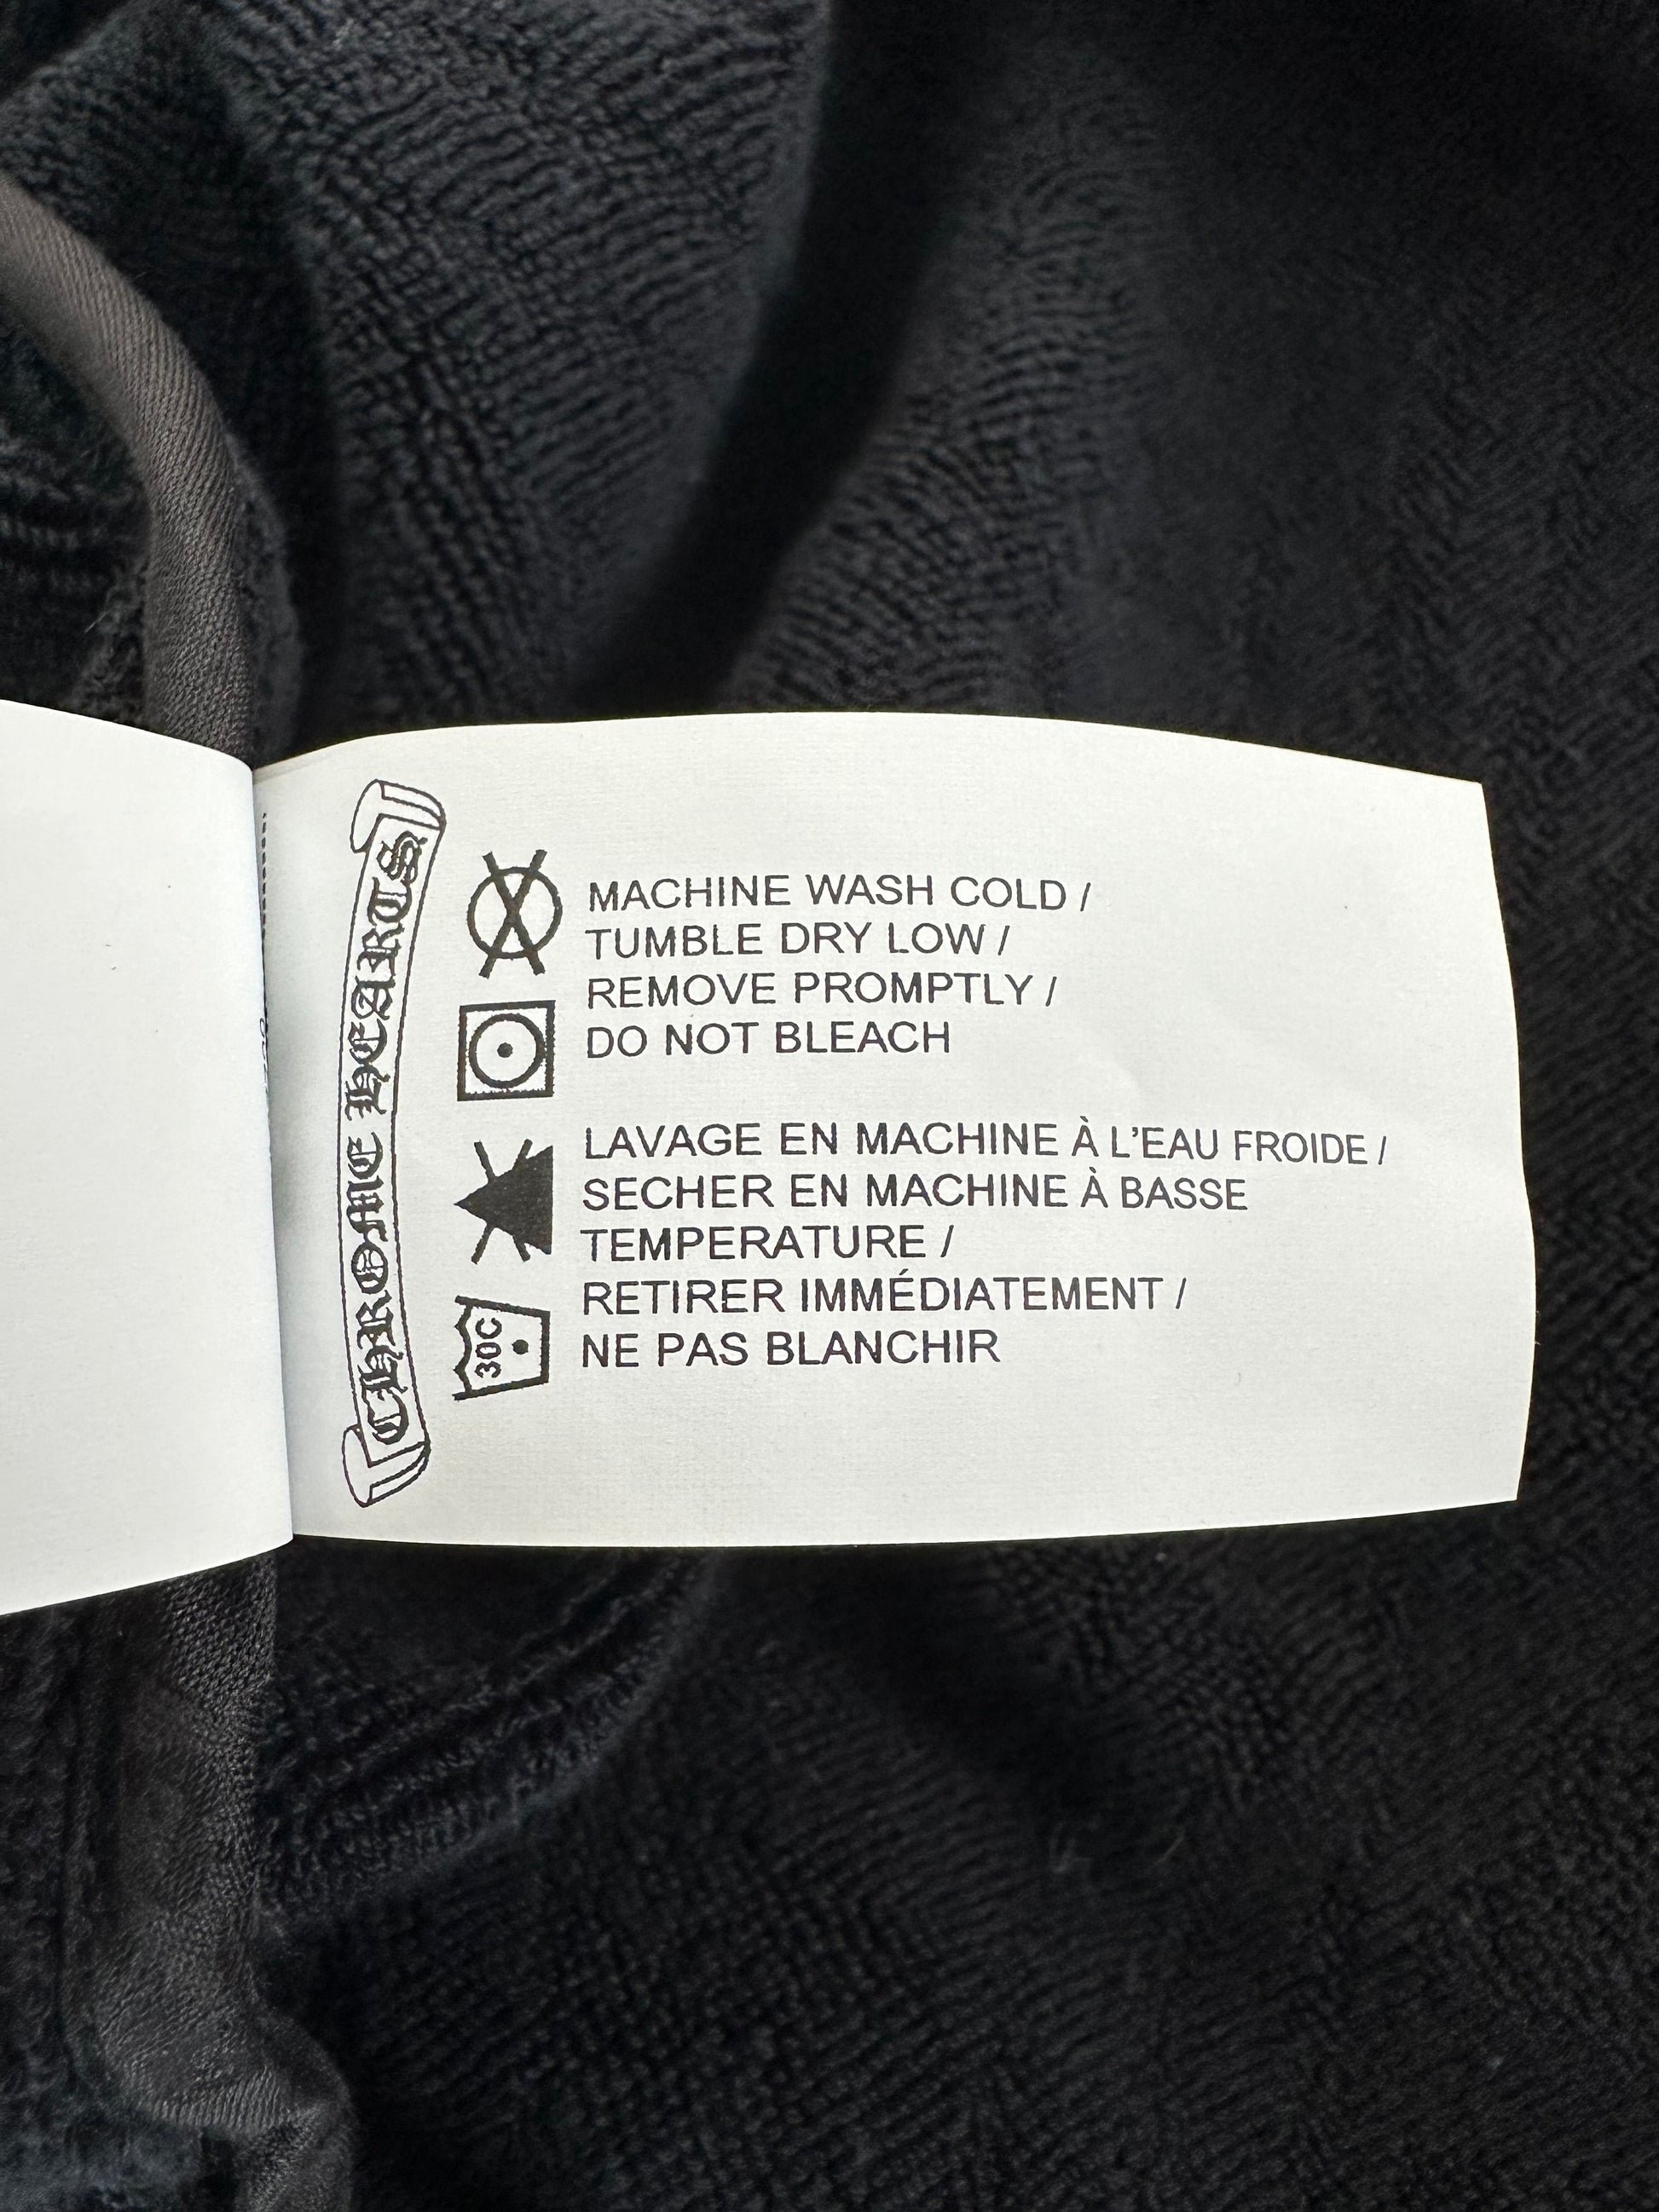 CHROME HEARTS
MACHINE WASH COLD /
TUMBLE DRY LOW /
REMOVE PROMPTLY /
DO NOT BLEACH
LAVAGE EN MACHINE À L'EAU FROIDE /
SECHER EN MACHINE À BASSE
TEMPERATURE /
RETIRER IMMÉDIATEMENT /
NE PAS BLANCHIR
30C